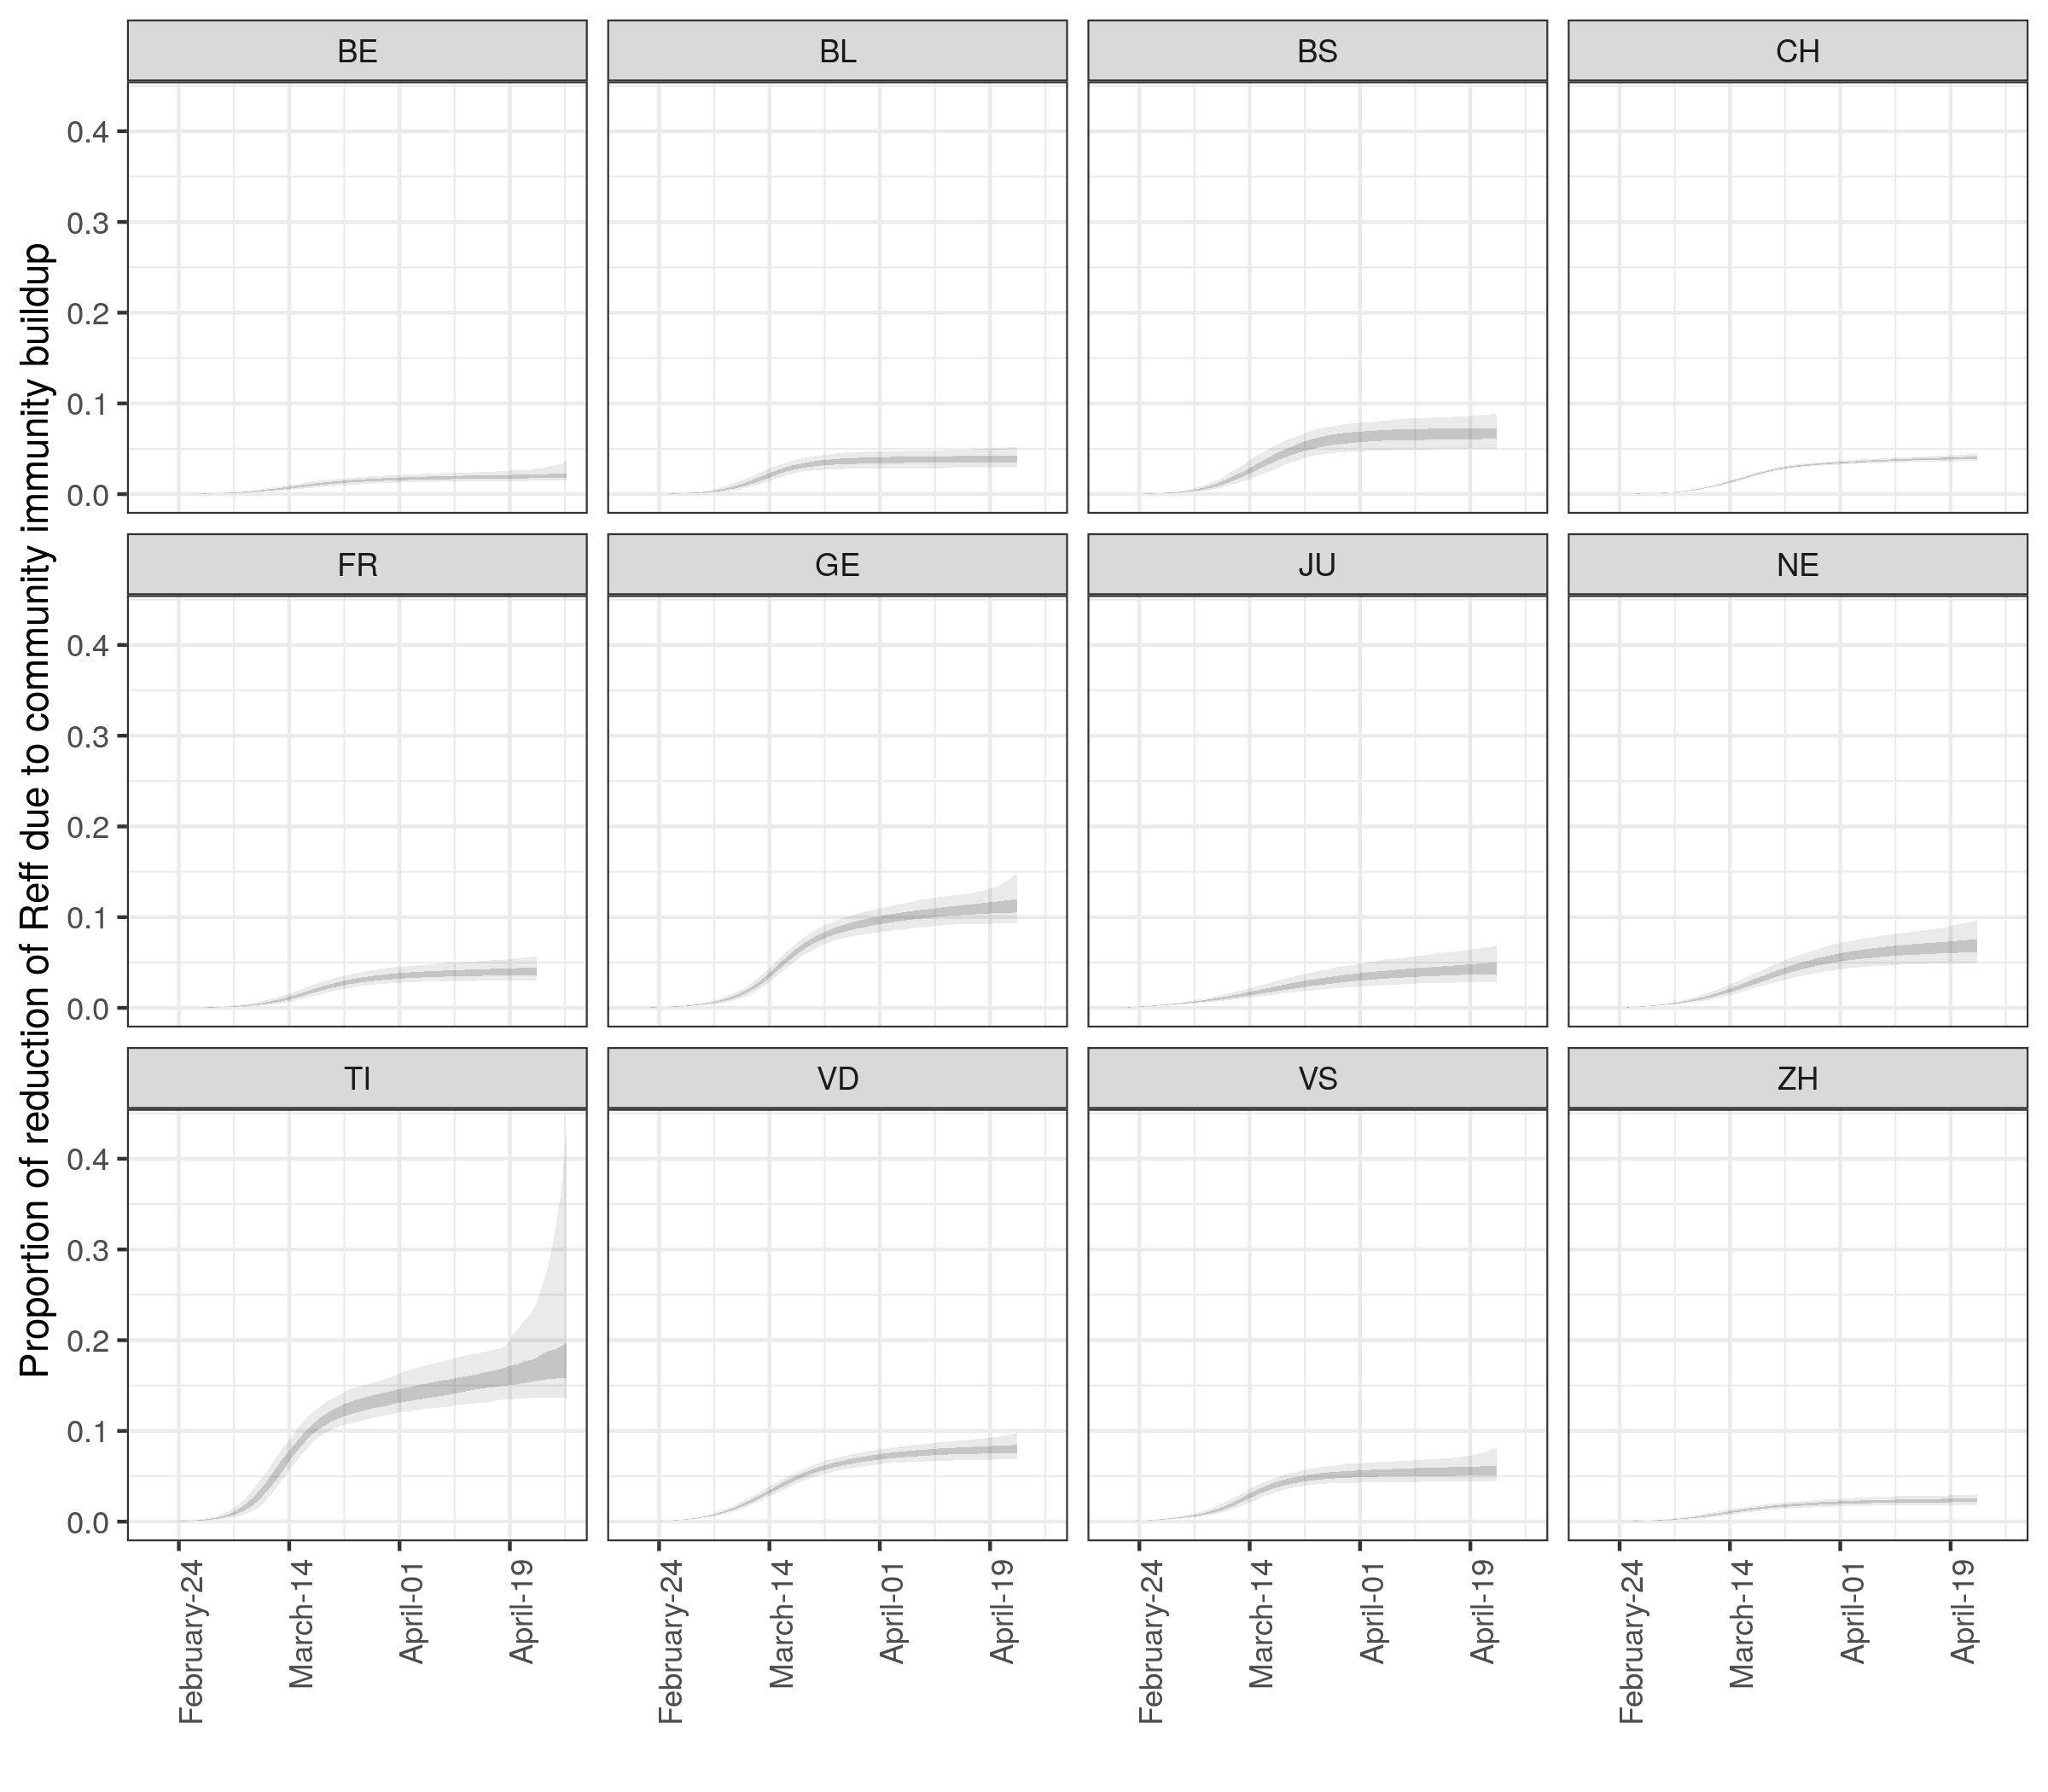 Proportion of reduction of Reff due to community immunity buildup
BE
BL
BS
CH
0.4
0.3
0.2
0.1
0.0
FR
GE
JU
NE
0.4
0.3
0.2
0.1
0.0
TI
VD
VS
ZH
0.4
0.3
0.2
0.1
0.0
February-24
March-14
April-01
April-19
February-24
March-14
April-01
April-19
February-24
March-14
April-01
April-19
February-24
March-14
April-01
April-19